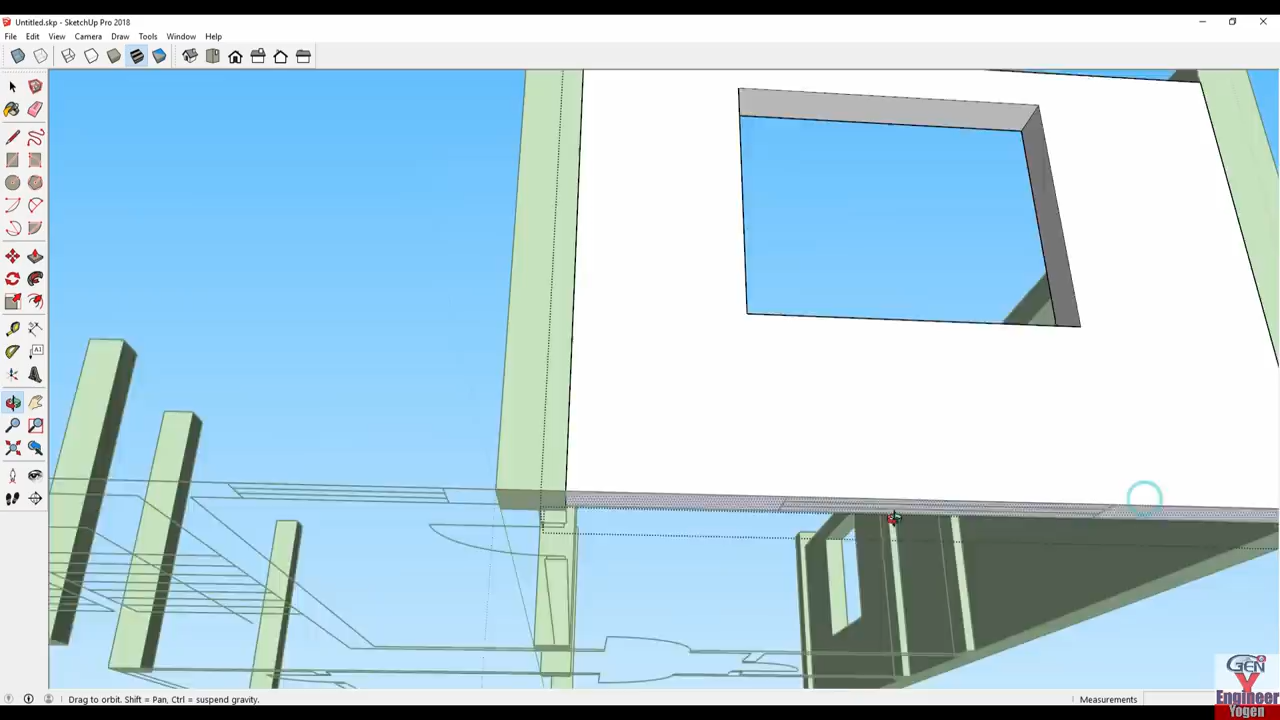 Untitled.skp - SketchUp Pro 2018
File Edit View Camera Draw Tools Window Help
Drag to orbit. Shift = Pan, Ctrl = suspend gravity.
Measurements
GEN
Y
Engineer
Yogen